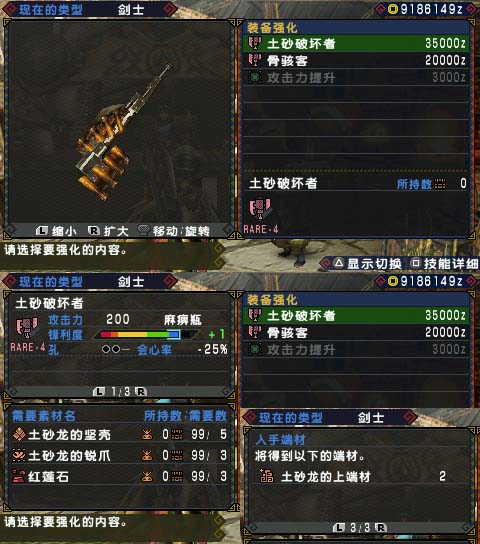 现在的类型 剑士
9186149z
装备强化
土砂破坏者 35000z
骨骸客 20000z
攻击力提升 3000z
土砂破坏者 所持数 0
RARE-4
L 缩小 R 扩大 移动/旋转
请选择要强化的内容。
△显示切换 □技能详细
现在的类型 剑士
9186149z
土砂破坏者
攻击力 200 麻痹瓶
锋利度 +1
RARE-4
孔 ○○— 会心率 -25%
L 1/3 R
装备强化
土砂破坏者 35000z
骨骸客 20000z
攻击力提升 3000z
需要素材名 所持数/需要数
土砂龙的坚壳 0 99/ 5
土砂龙的锐爪 0 99/ 3
红莲石 0 99/ 3
请选择要强化的内容。
现在的类型 剑士
入手端材
将得到以下的端材。
土砂龙的上端材 2
L 3/3 R